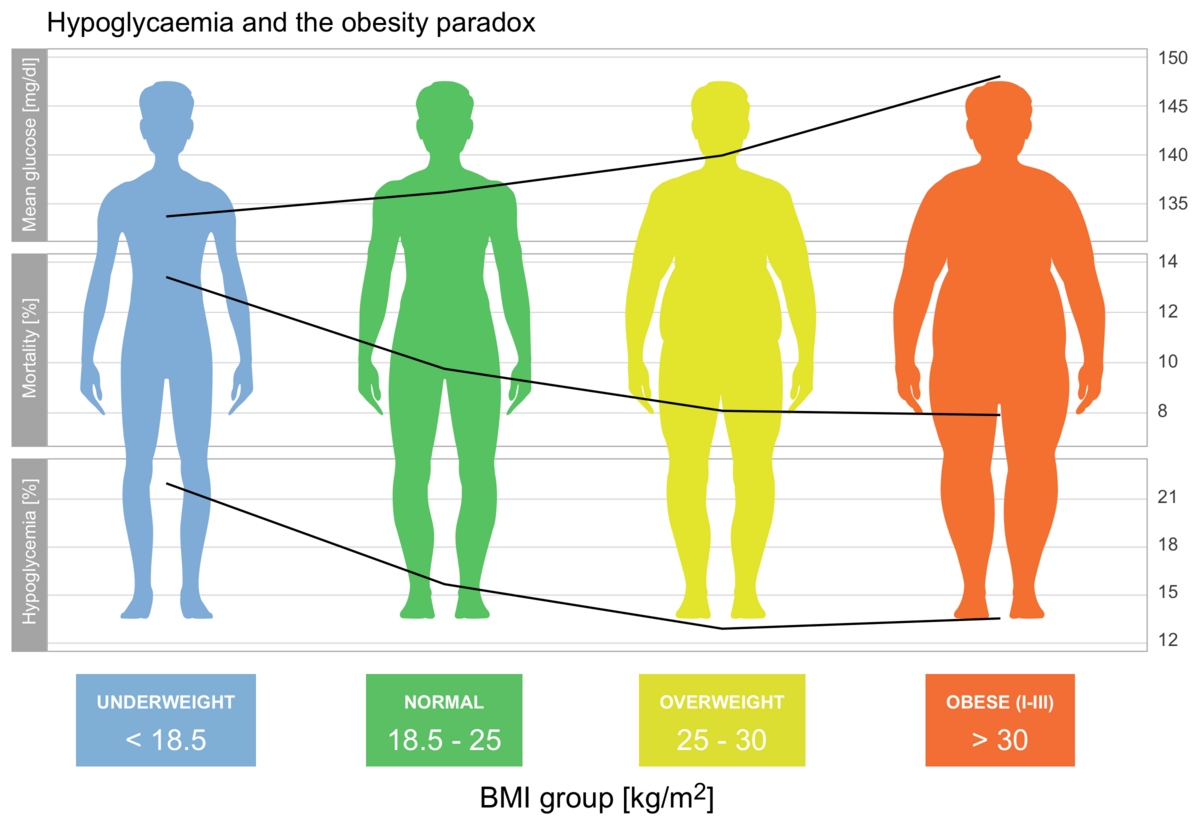 Hypoglycaemia and the obesity paradox
Mean glucose [mg/dl]
150
145
140
135
Mortality [%]
14
12
10
8
Hypoglycemia [%]
21
18
15
12
UNDERWEIGHT
< 18.5
NORMAL
18.5 - 25
OVERWEIGHT
25 - 30
OBESE (I-III)
> 30
BMI group [kg/m2]